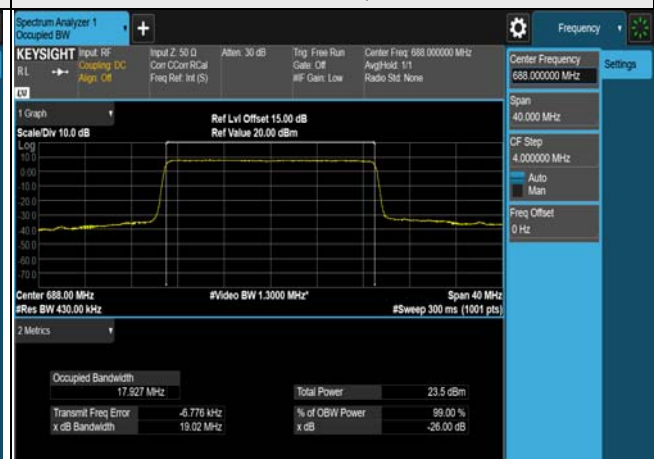 Spectrum Analyzer 1
Occupied BW
+
Frequency
KEYSIGHT
Input: RF
Coupling: DC
Align: Off
Input Z: 50 Ω
Corr CCorr RCal
Freq Ref: Int (S)
Atten: 30 dB
Trig: Free Run
Gate: Off
#IF Gain: Low
Center Freq: 688.000000 MHz
Avg|Hold: 1/1
Radio Std: None
RL
LVI
Center Frequency
688.000000 MHz
Settings
Span
40.000 MHz
CF Step
4.000000 MHz
Auto
Man
Freq Offset
0 Hz
1 Graph
Scale/Div 10.0 dB
Ref Lvl Offset 15.00 dB
Ref Value 20.00 dBm
Log
10.0
0.00
-10.0
-20.0
-30.0
-40.0
-50.0
-60.0
-70.0
Center 688.00 MHz
#Video BW 1.3000 MHz*
Span 40 MHz
#Res BW 430.00 kHz
#Sweep 300 ms (1001 pts)
2 Metrics
Occupied Bandwidth
17.927 MHz
Total Power 23.5 dBm
Transmit Freq Error -6.776 kHz
% of OBW Power 99.00 %
x dB Bandwidth 19.02 MHz
x dB -26.00 dB